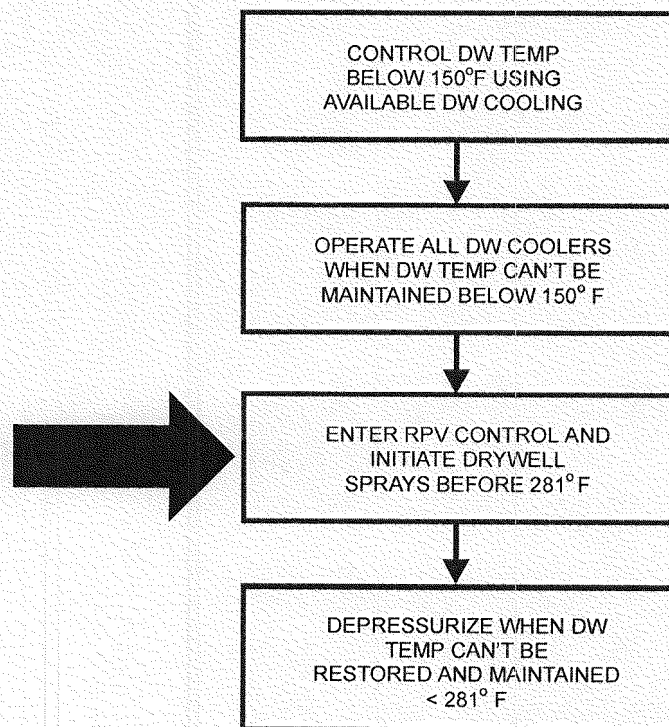 CONTROL DW TEMP
BELOW 150°F USING
AVAILABLE DW COOLING
OPERATE ALL DW COOLERS
WHEN DW TEMP CAN'T BE
MAINTAINED BELOW 150° F
ENTER RPV CONTROL AND
INITIATE DRYWELL
SPRAYS BEFORE 281° F
DEPRESSURIZE WHEN DW
TEMP CAN'T BE
RESTORED AND MAINTAINED
< 281° F